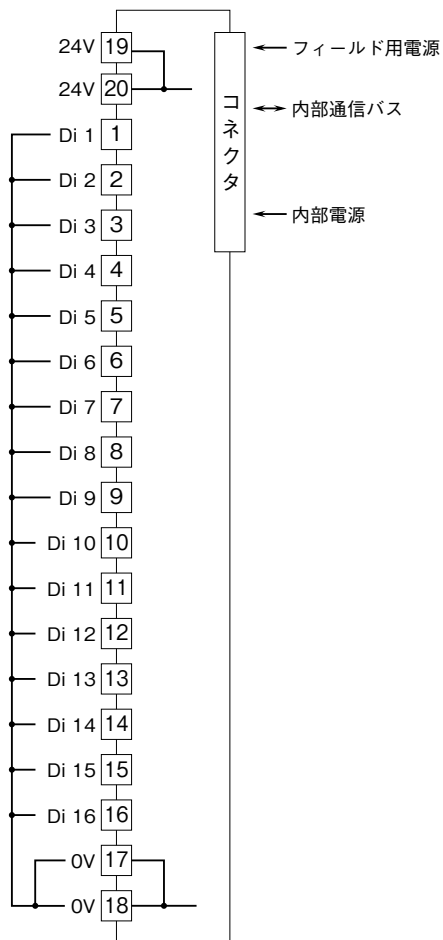 24V 19
フィールド用電源
24V 20
コネクタ
内部通信バス
Di 1 1
Di 2 2
内部電源
Di 3 3
Di 4 4
Di 5 5
Di 6 6
Di 7 7
Di 8 8
Di 9 9
Di 10 10
Di 11 11
Di 12 12
Di 13 13
Di 14 14
Di 15 15
Di 16 16
0V 17
0V 18